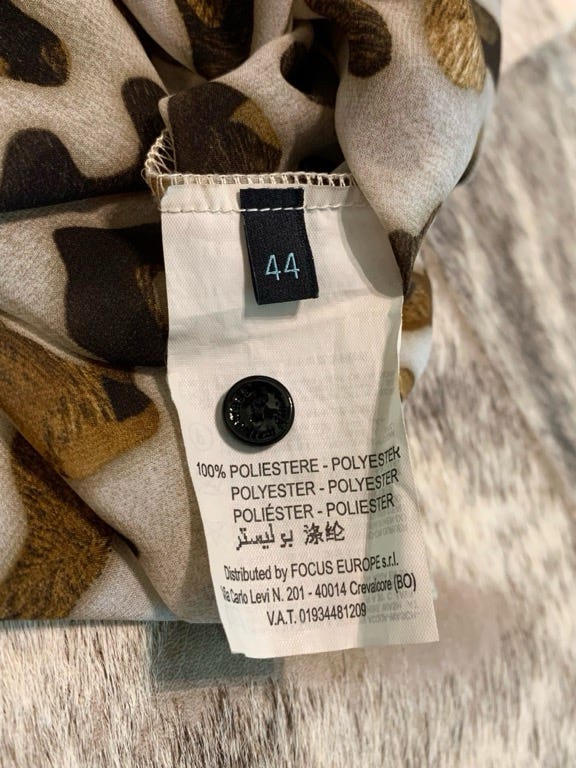 44
100% POLIESTERE - POLYESTER
POLYESTER - POLYESTER
POLIÉSTER - POLIESTER
بوليستر 涤纶
Distributed by FOCUS EUROPE s.r.l.
Via Carlo Levi N. 201 - 40014 Crevalcore (BO)
V.A.T. 01934481209